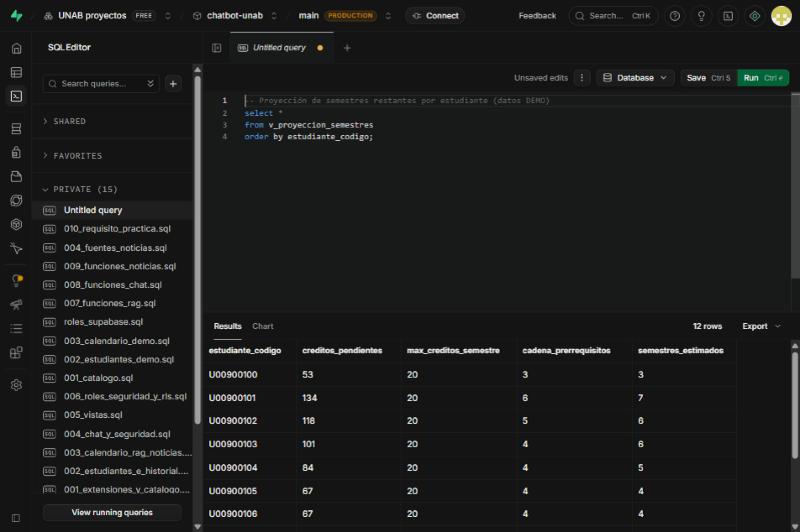 UNAB proyectos FREE chatbot-unab main PRODUCTION Connect Feedback Search... Ctrl K
SQL Editor
Untitled query
Search queries...
Unsaved edits Database Save Ctrl S Run Ctrl ↵
SHARED
FAVORITES
PRIVATE (15)
Untitled query
010_requisito_practica.sql
004_fuentes_noticias.sql
009_funciones_noticias.sql
008_funciones_chat.sql
007_funciones_rag.sql
roles_supabase.sql
003_calendario_demo.sql
002_estudiantes_demo.sql
001_catalogo.sql
006_roles_seguridad_y_rls.sql
005_vistas.sql
004_chat_y_seguridad.sql
003_calendario_rag_noticias....
002_estudiantes_e_historial....
001_extensiones_y_catalogo....
View running queries
1 -- Proyección de semestres restantes por estudiante (datos DEMO)
2 select *
3 from v_proyeccion_semestres
4 order by estudiante_codigo;
Results Chart 12 rows Export
estudiante_codigo creditos_pendientes max_creditos_semestre cadena_prerrequisitos semestres_estimados
U00900100 53 20 3 3
U00900101 134 20 6 7
U00900102 118 20 5 6
U00900103 101 20 4 6
U00900104 84 20 4 5
U00900105 67 20 4 4
U00900106 67 20 4 4